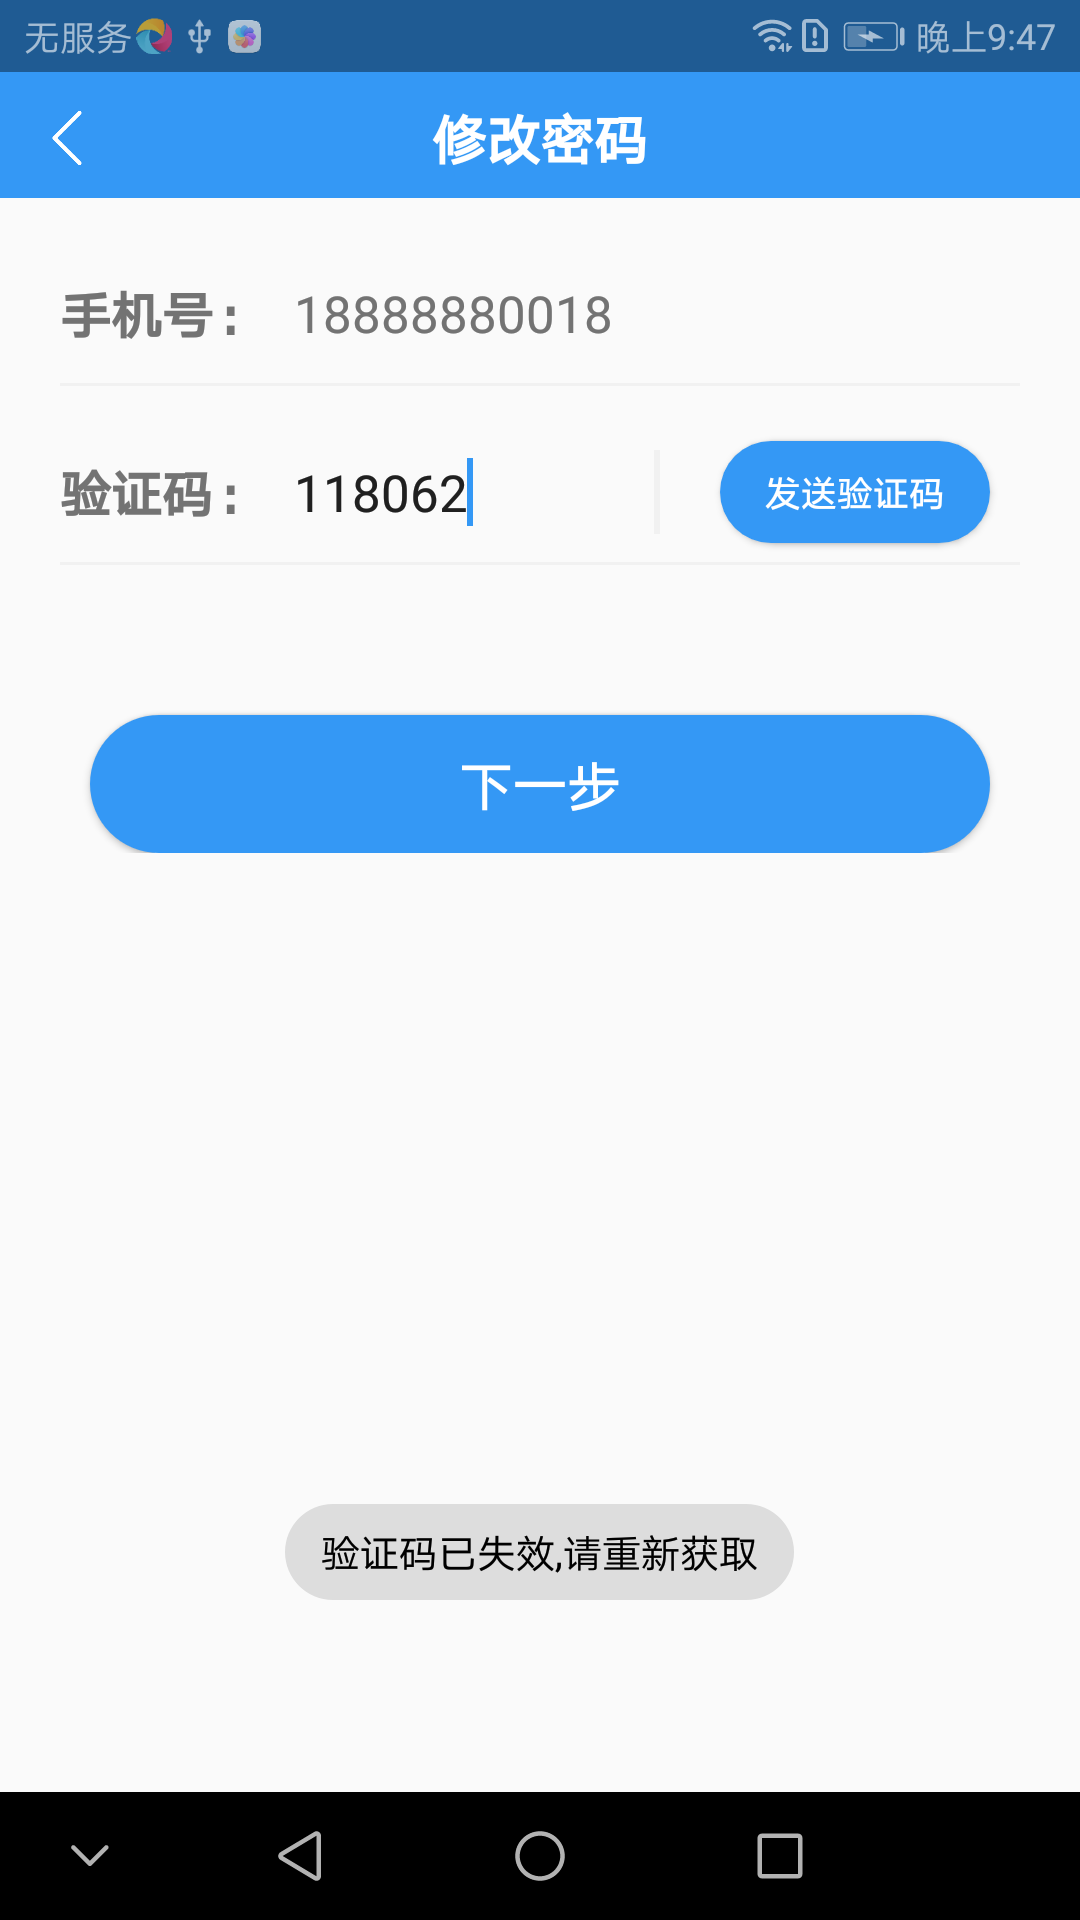 无服务 晚上9:47
修改密码
手机号: 18888880018
验证码: 118062 发送验证码
下一步
验证码已失效,请重新获取